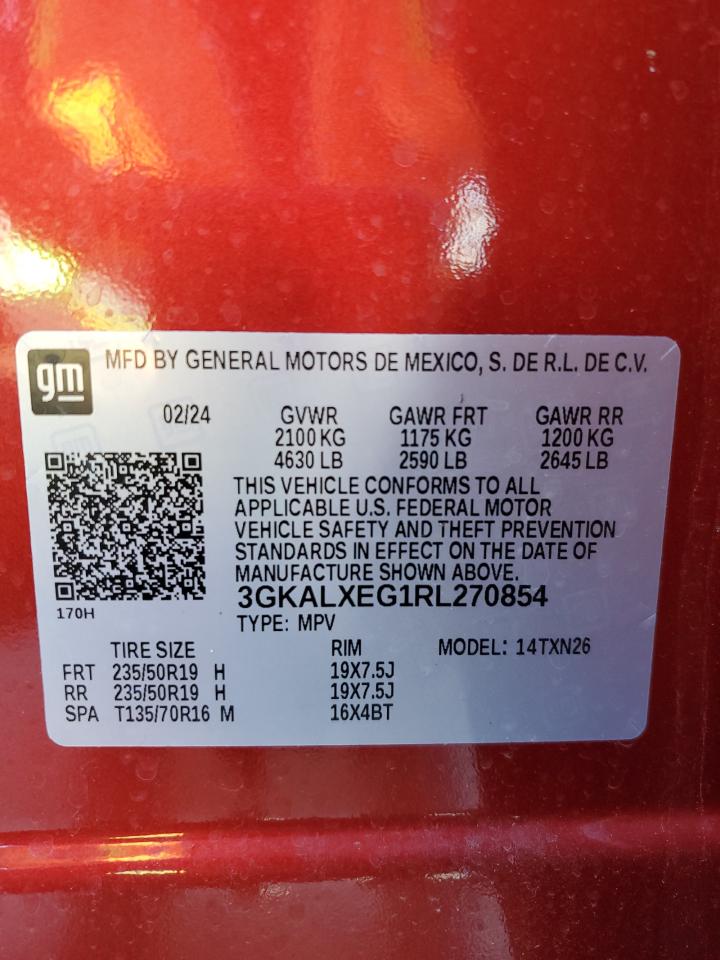 gm
MFD BY GENERAL MOTORS DE MEXICO, S. DE R.L. DE C.V.
02/24 GVWR GAWR FRT GAWR RR
2100 KG 1175 KG 1200 KG
4630 LB 2590 LB 2645 LB
THIS VEHICLE CONFORMS TO ALL
APPLICABLE U.S. FEDERAL MOTOR
VEHICLE SAFETY AND THEFT PREVENTION
STANDARDS IN EFFECT ON THE DATE OF
MANUFACTURE SHOWN ABOVE.
3GKALXEG1RL270854
170H
TYPE: MPV
TIRE SIZE RIM MODEL: 14TXN26
FRT 235/50R19 H 19X7.5J
RR 235/50R19 H 19X7.5J
SPA T135/70R16 M 16X4BT